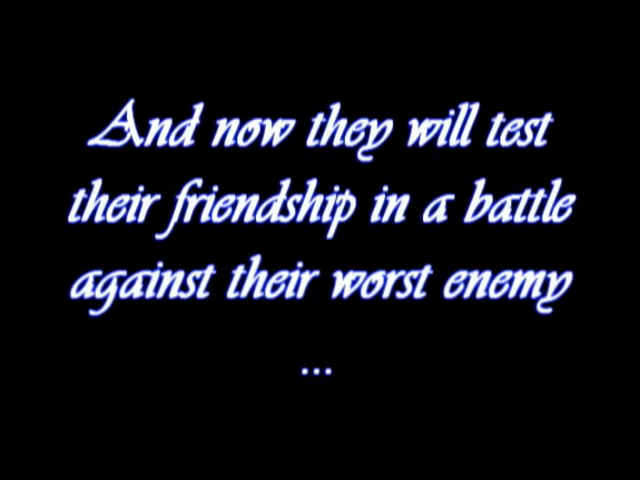 And now they will test
their friendship in a battle
against their worst enemy
...